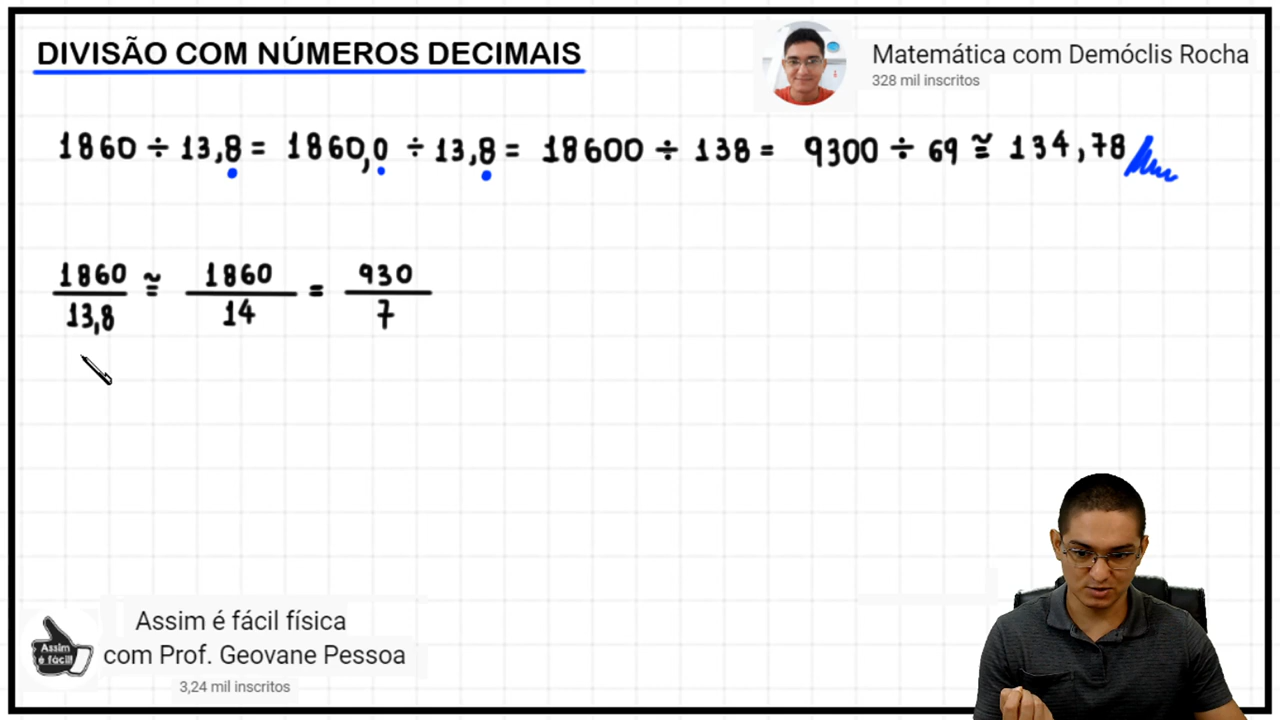 DIVISÃO COM NÚMEROS DECIMAIS
Matemática com Demóclis Rocha
328 mil inscritos
1860 ÷ 13,8 = 1860,0 ÷ 13,8 = 18600 ÷ 138 = 9300 ÷ 69 ≅ 134,78
1860/13,8 ≅ 1860/14 = 930/7
Assim é fácil!
Assim é fácil física
com Prof. Geovane Pessoa
3,24 mil inscritos